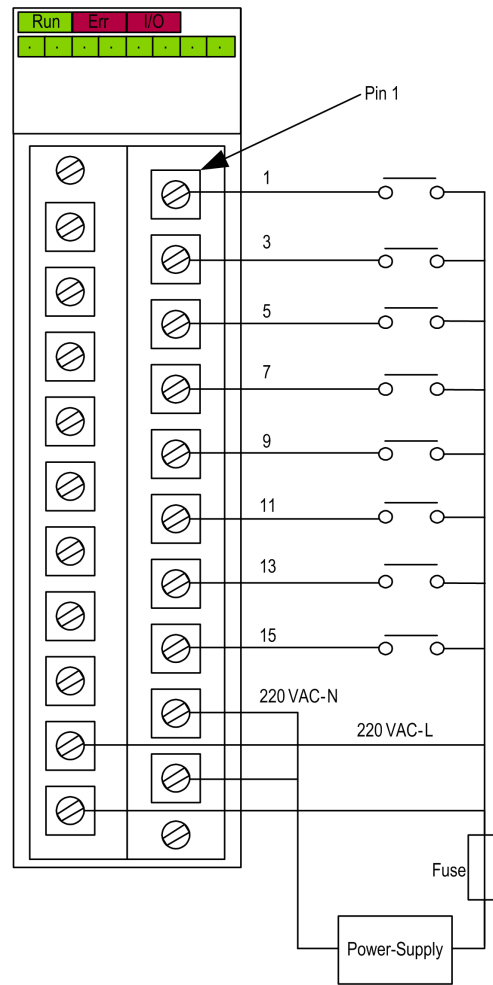 Run Err I/O
Pin 1
1
3
5
7
9
11
13
15
220 VAC-N
220 VAC-L
Fuse
Power-Supply